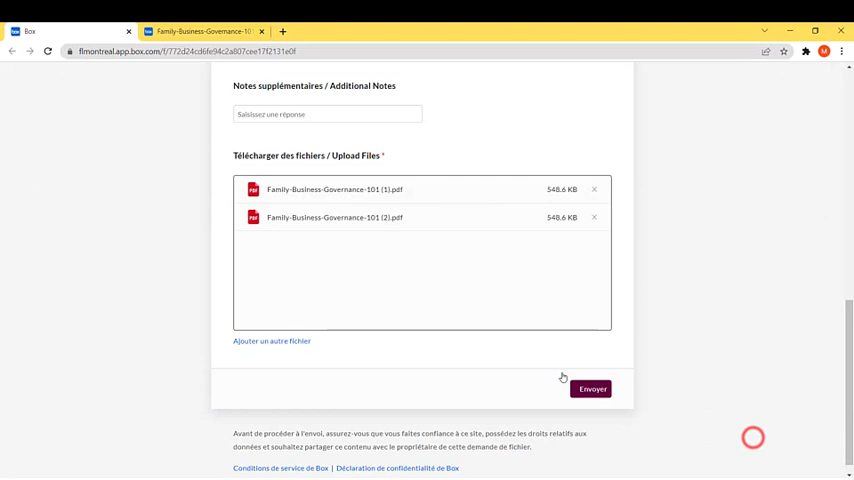 Box
Family-Business-Governance-10
flmontreal.app.box.com/f/772d24cd6fe94c2a807cee17f2131e0f
M
Notes supplémentaires / Additional Notes
Saisissez une réponse
Télécharger des fichiers / Upload Files *
PDF Family-Business-Governance-101 (1).pdf 548.6 KB
PDF Family-Business-Governance-101 (2).pdf 548.6 KB
Ajouter un autre fichier
Envoyer
Avant de procéder à l'envoi, assurez-vous que vous faites confiance à ce site, possédez les droits relatifs aux
données et souhaitez partager ce contenu avec le propriétaire de cette demande de fichier.
Conditions de service de Box | Déclaration de confidentialité de Box